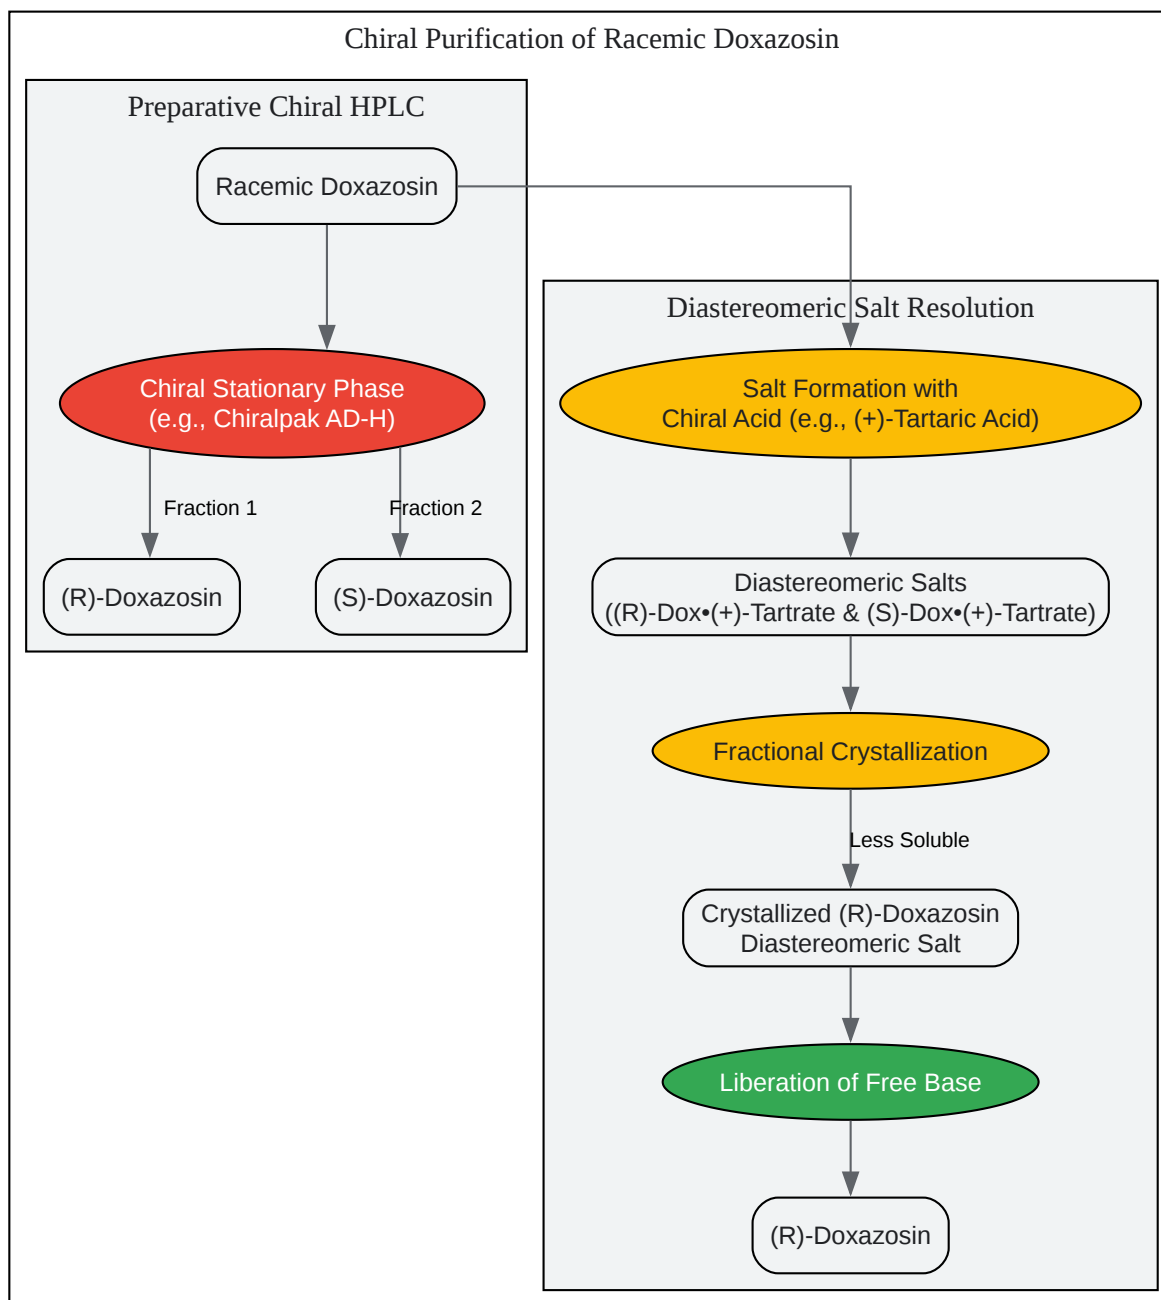 Chiral Purification of Racemic Doxazosin
Preparative Chiral HPLC
Racemic Doxazosin
Chiral Stationary Phase
(e.g., Chiralpak AD-H)
Fraction 1
Fraction 2
(R)-Doxazosin
(S)-Doxazosin
Diastereomeric Salt Resolution
Salt Formation with
Chiral Acid (e.g., (+)-Tartaric Acid)
Diastereomeric Salts
((R)-Dox•(+)-Tartrate & (S)-Dox•(+)-Tartrate)
Fractional Crystallization
Less Soluble
Crystallized (R)-Doxazosin
Diastereomeric Salt
Liberation of Free Base
(R)-Doxazosin